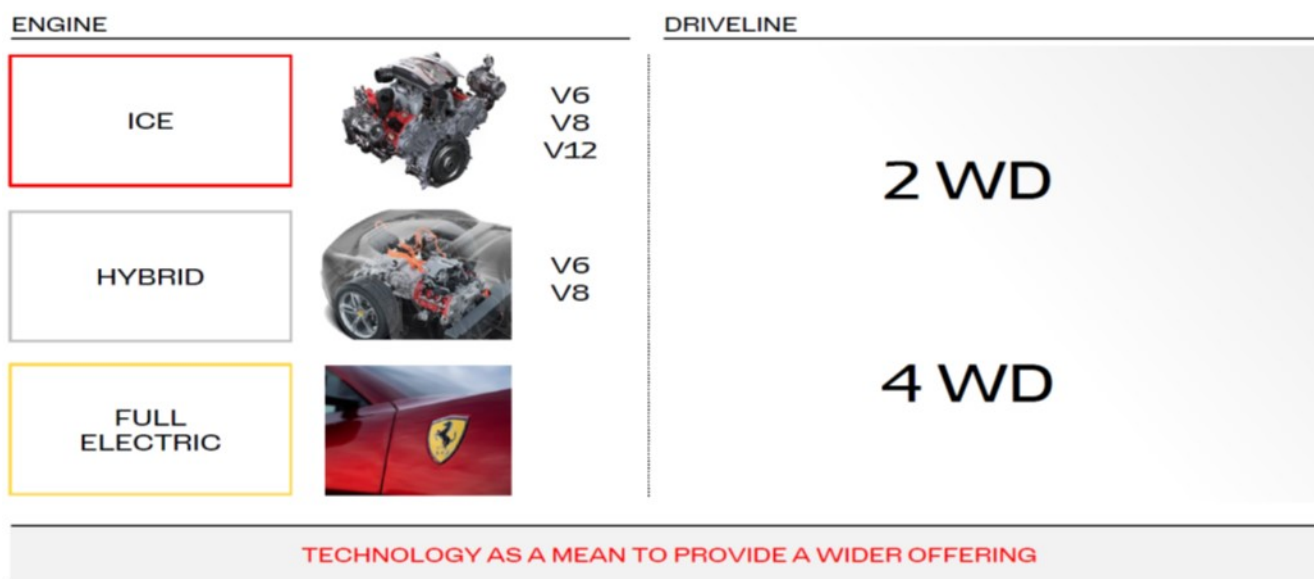 ENGINE
DRIVELINE
ICE
V6
V8
V12
HYBRID
V6
V8
FULL
ELECTRIC
2 WD
4 WD
TECHNOLOGY AS A MEAN TO PROVIDE A WIDER OFFERING